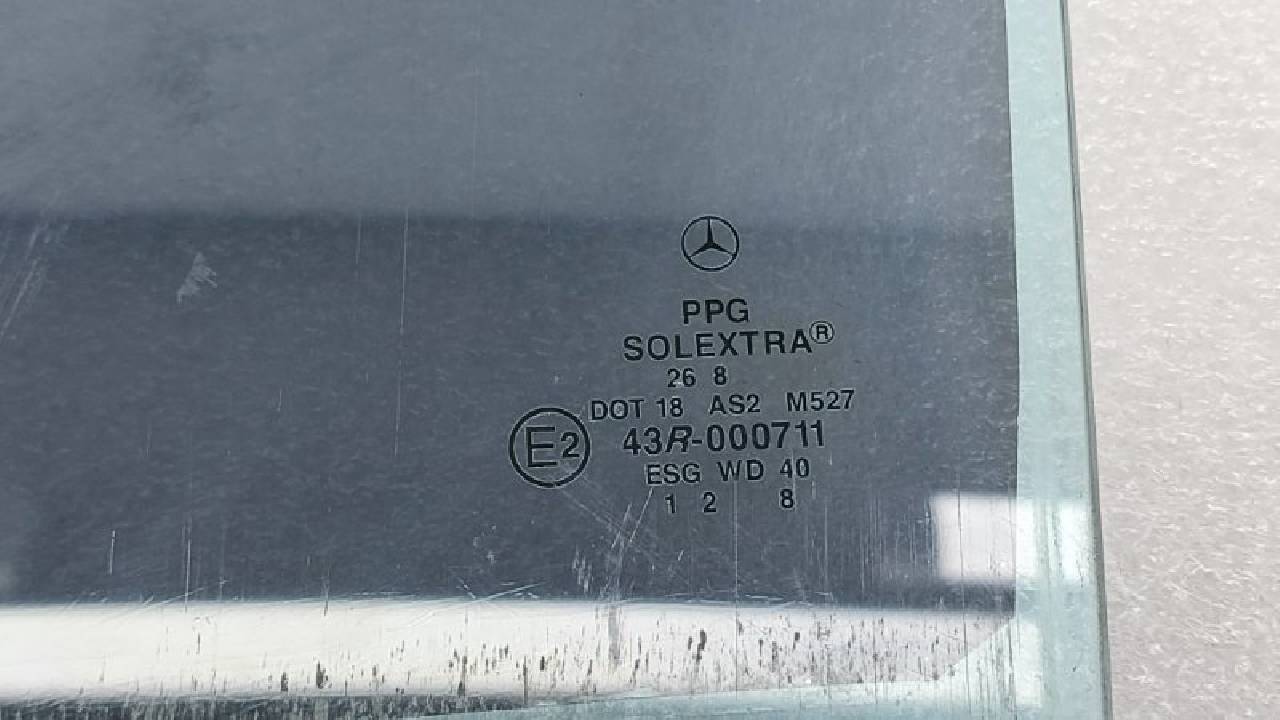 PPG
SOLEXTRA®
26 8
DOT 18 AS2 M527
E2 43R-000711
ESG WD 40
1 2 8